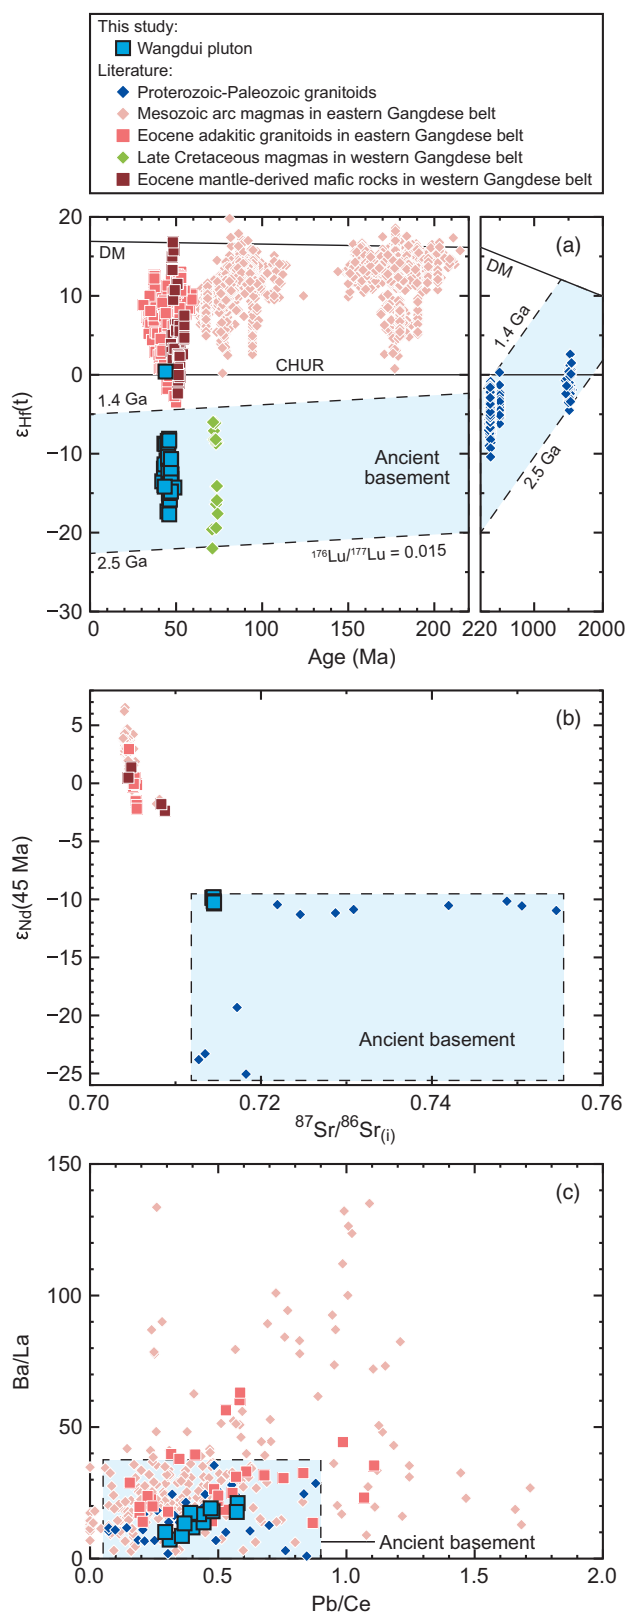 This study:
Wangdui pluton
Literature:
Proterozoic-Paleozoic granitoids
Mesozoic arc magmas in eastern Gangdese belt
Eocene adakitic granitoids in eastern Gangdese belt
Late Cretaceous magmas in western Gangdese belt
Eocene mantle-derived mafic rocks in western Gangdese belt
20
10
0
−10
−20
−30
εHf(t)
DM
CHUR
1.4 Ga
Ancient
basement
2.5 Ga
¹⁷⁶Lu/¹⁷⁷Lu = 0.015
(a)
DM
1.4 Ga
2.5 Ga
0 50 100 150 200 220 1000 2000
Age (Ma)
5
0
−5
−10
−15
−20
−25
εNd(45 Ma)
(b)
Ancient basement
0.70 0.72 0.74 0.76
⁸⁷Sr/⁸⁶Sr(i)
150
100
50
0
Ba/La
(c)
Ancient basement
0.0 0.5 1.0 1.5 2.0
Pb/Ce